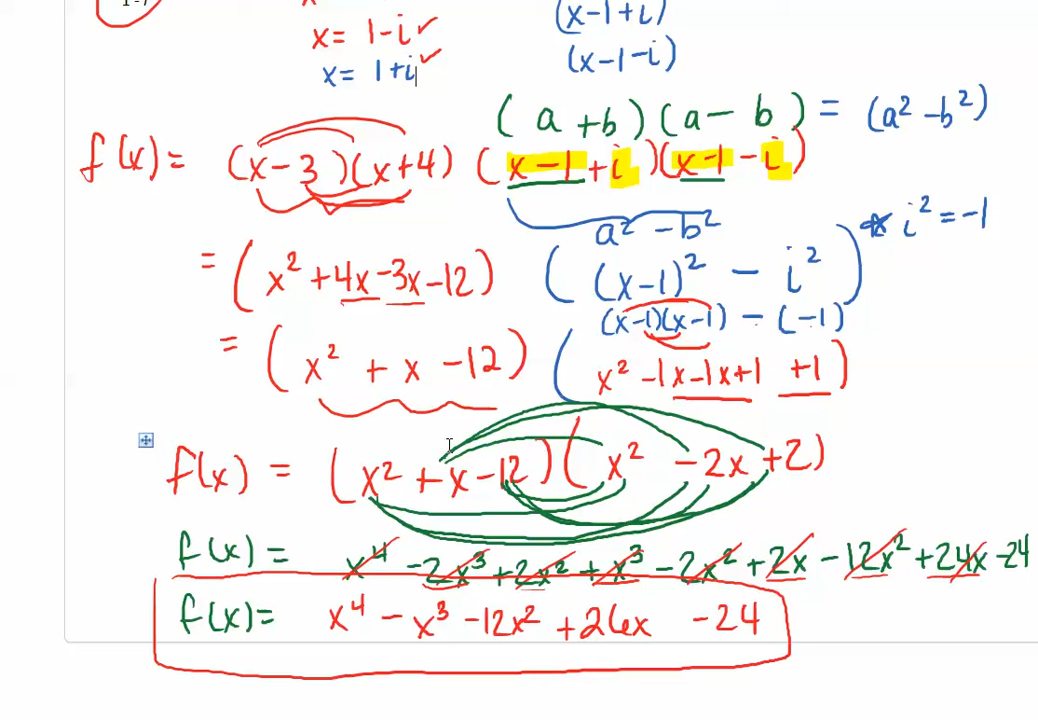 x = 1-i ✓
x = 1+i ✓
(x-1+i)
(x-1-i)
(a+b)(a-b) = (a²-b²)
f(x) = (x-3)(x+4)(x-1+i)(x-1-i)
a² - b²
* i² = -1
= (x²+4x-3x-12) ((x-1)² - i²)
(x-1)(x-1) - (-1)
= (x² + x - 12) (x² -1x-1x+1 +1)
f(x) = (x² + x - 12)(x² - 2x + 2)
f(x) = x⁴ - 2x³ + 2x² + x³ - 2x² + 2x - 12x² + 24x - 24
f(x) = x⁴ - x³ - 12x² + 26x - 24